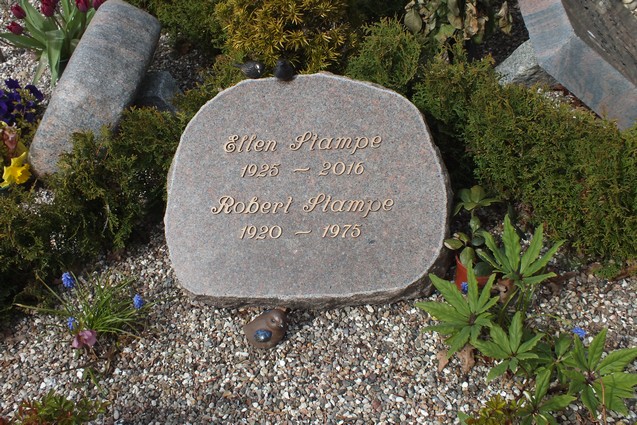 Ellen Stampe
1925 - 2016
Robert Stampe
1920 - 1975